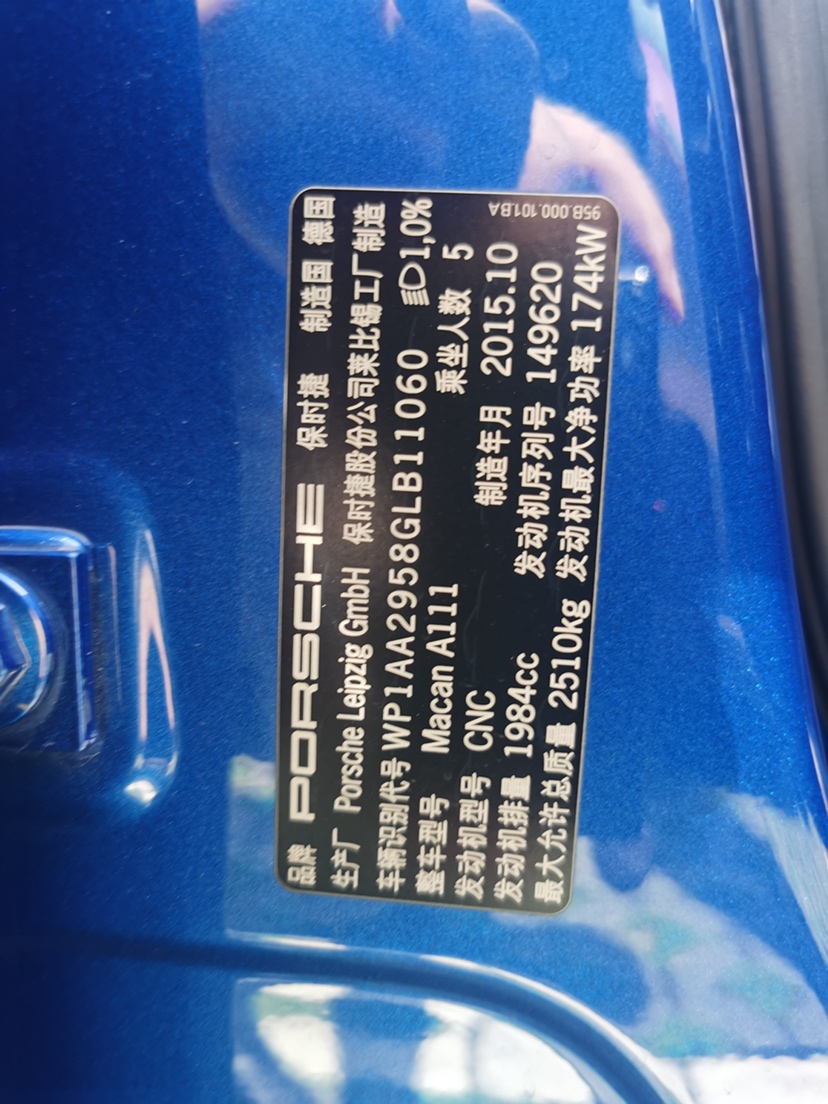 品牌 PORSCHE 保时捷 制造国 德国
生产厂 Porsche Leipzig GmbH 保时捷股份公司莱比锡工厂制造
车辆识别代号 WP1AA2958GLB11060 1,0%
整车型号 Macan A111 乘坐人数 5
发动机型号 CNC 制造年月 2015.10
发动机排量 1984cc 发动机序列号 149620
最大允许总质量 2510kg 发动机最大净功率 174kW
95B.000.101.BA